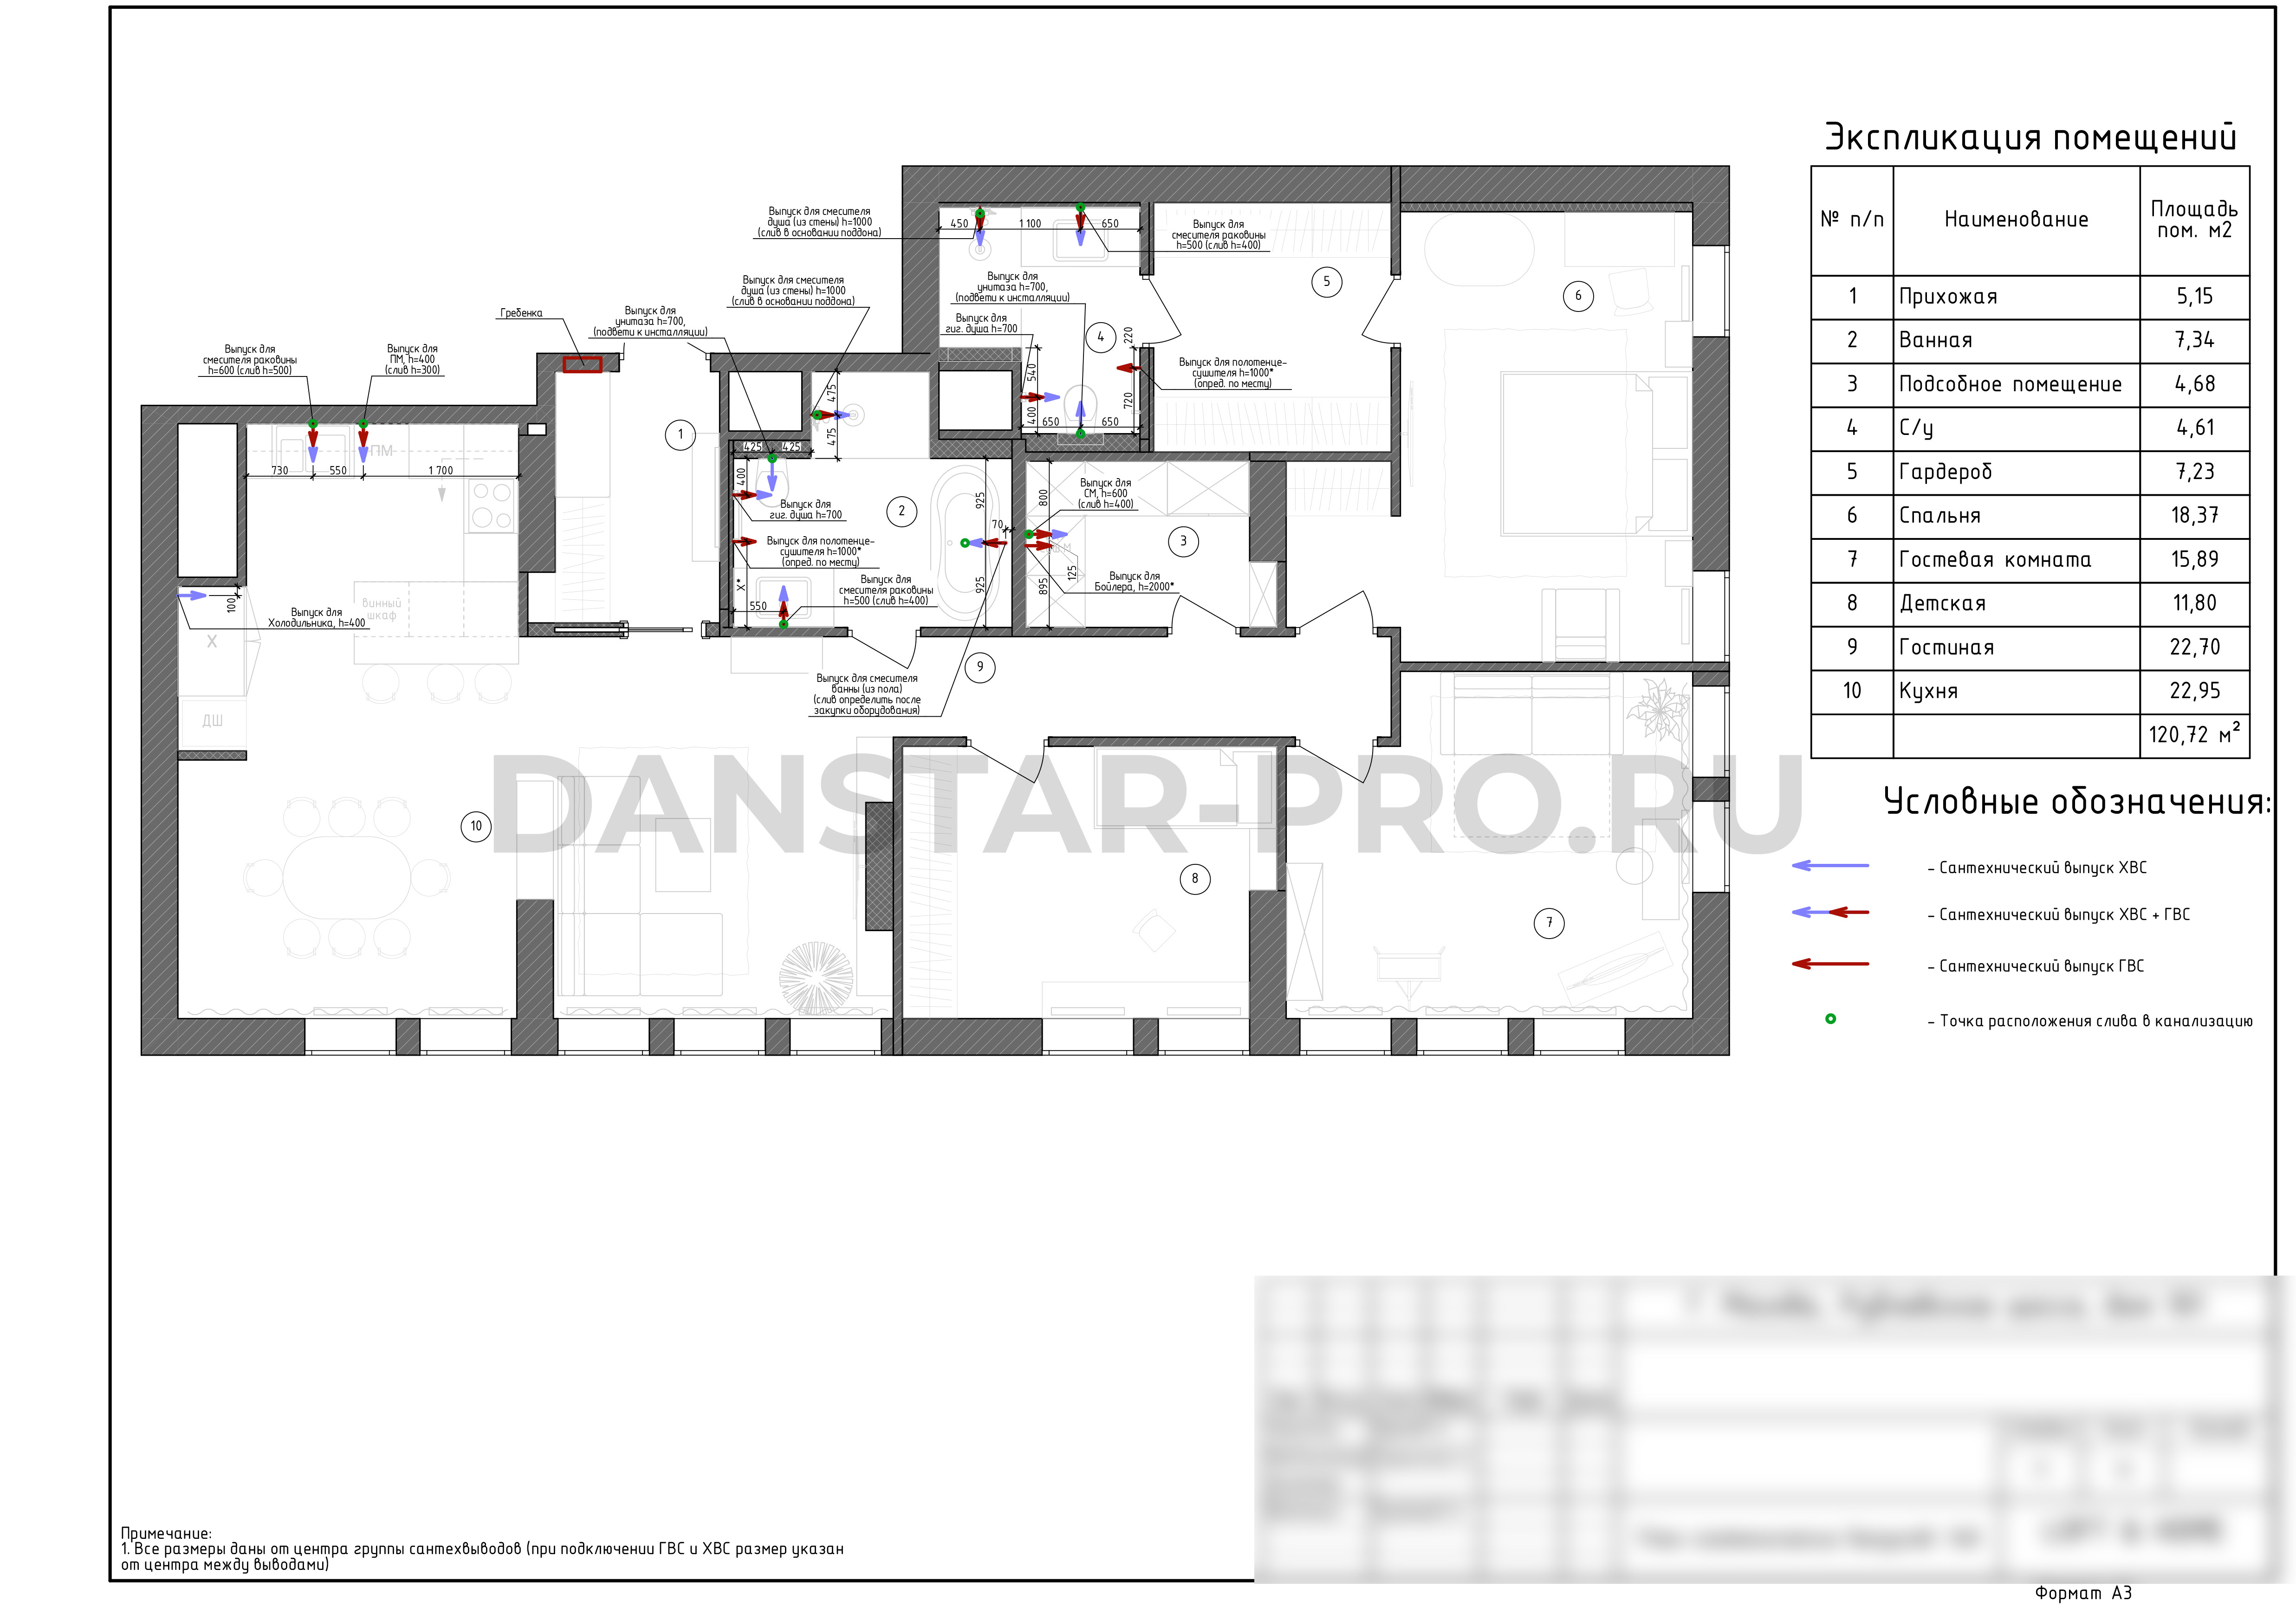 Экспликация помещений
№ п/п Наименование Площадь
пом. м2
1 Прихожая 5,15
2 Ванная 7,34
3 Подсобное помещение 4,68
4 С/у 4,61
5 Гардероб 7,23
6 Спальня 18,37
7 Гостевая комната 15,89
8 Детская 11,80
9 Гостиная 22,70
10 Кухня 22,95
120,72 м²
Условные обозначения:
- Сантехнический выпуск ХВС
- Сантехнический выпуск ХВС + ГВС
- Сантехнический выпуск ГВС
- Точка расположения слива в канализацию
Выпуск для смесителя
душа (из стены) h=1000
(слив в основании поддона)
450 1 100 650
Выпуск для
смесителя раковины
h=500 (слив h=400)
Выпуск для смесителя
душа (из стены) h=1000
(слив в основании поддона)
Выпуск для
унитаза h=700,
(подвети к инсталляции)
Выпуск для
гиг. душа h=700
Гребенка
Выпуск для
унитаза h=700,
(подвети к инсталляции)
Выпуск для
смесителя раковины
h=600 (слив h=500)
Выпуск для
ПМ, h=400
(слив h=300)
Выпуск для полотенце-
сушителя h=1000*
(опред. по месту)
220
540
720
400
650 650
475
475
425 425
400
ПМ
730 550 1 700
1
2
3
4
5
6
7
8
9
10
Выпуск для
гиг. душа h=700
Выпуск для полотенце-
сушителя h=1000*
(опред. по месту)
Выпуск для
смесителя раковины
h=500 (слив h=400)
X*
550
925
70
925
800
Выпуск для
СМ, h=600
(слив h=400)
М
125
895
Выпуск для
Бойлера, h=2000*
100
Выпуск для
Холодильника, h=400
винный
шкаф
Х
ДШ
Выпуск для смесителя
ванны (из пола)
(слив определить после
закупки оборудования)
DANSTAR-PRO.RU
Примечание:
1. Все размеры даны от центра группы сантехвыводов (при подключении ГВС и ХВС размер указан
от центра между выводами)
Формат А3